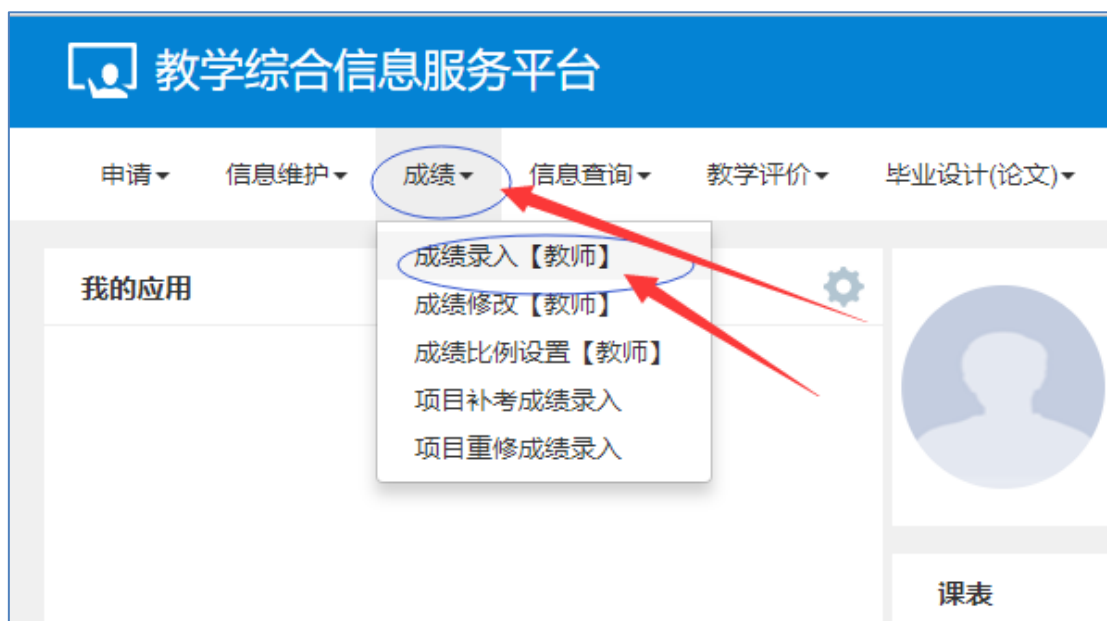 教学综合信息服务平台
申请 信息维护 成绩 信息查询 教学评价 毕业设计(论文)
我的应用
成绩录入【教师】
成绩修改【教师】
成绩比例设置【教师】
项目补考成绩录入
项目重修成绩录入
课表